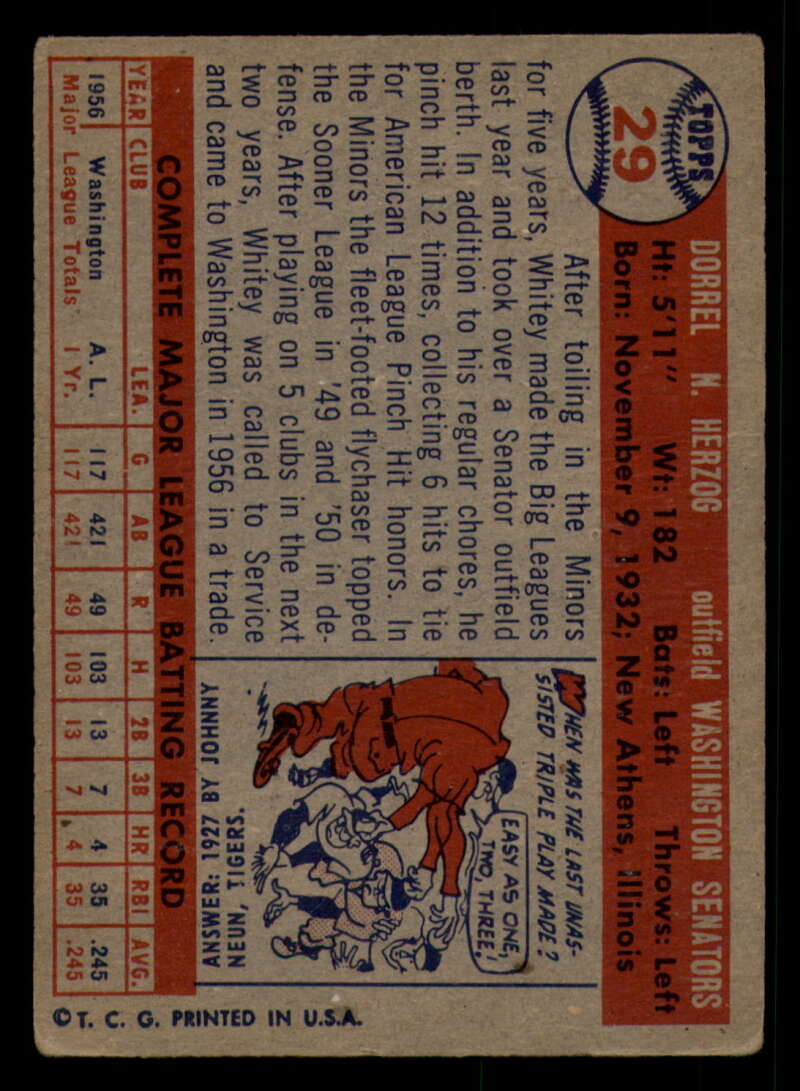 TOPPS
29
DORREL N. HERZOG outfield WASHINGTON SENATORS
Ht: 5'11" Wt: 182 Bats: Left Throws: Left
Born: November 9, 1932; New Athens, Illinois
After toiling in the Minors
for five years, Whitey made the Big Leagues
last year and took over a Senator outfield
berth. In addition to his regular chores, he
pinch hit 12 times, collecting 6 hits to tie
for American League Pinch Hit honors. In
the Minors the fleet-footed flychaser topped
the Sooner League in '49 and '50 in de-
fense. After playing on 5 clubs in the next
two years, Whitey was called to Service
and came to Washington in 1956 in a trade.
WHEN WAS THE LAST UNAS-
SISTED TRIPLE PLAY MADE?
EASY AS ONE,
TWO, THREE!
ANSWER: 1927 BY JOHNNY
NEUN, TIGERS.
COMPLETE MAJOR LEAGUE BATTING RECORD
YEAR CLUB LEA. G AB R H 2B 3B HR RBI AVG.
1956 Washington A. L. 117 421 49 103 13 7 4 35 .245
Major League Totals 1 Yr. 117 421 49 103 13 7 4 35 .245
© T. C. G. PRINTED IN U.S.A.